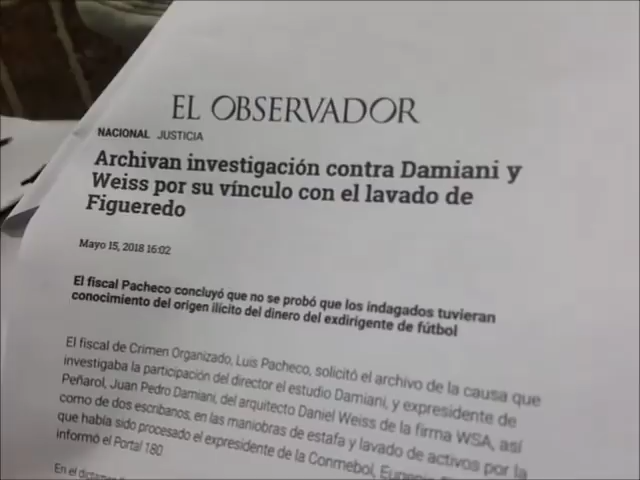 EL OBSERVADOR
NACIONAL JUSTICIA
Archivan investigación contra Damiani y
Weiss por su vínculo con el lavado de
Figueredo
Mayo 15, 2018 16:02
El fiscal Pacheco concluyó que no se probó que los indagados tuvieran
conocimiento del origen ilícito del dinero del exdirigente de fútbol
El fiscal de Crimen Organizado, Luis Pacheco, solicitó el archivo de la causa que
investigaba la participación del director el estudio Damiani, y expresidente de
Peñarol, Juan Pedro Damiani, del arquitecto Daniel Weiss de la firma WSA, así
como de dos escribanos, en las maniobras de estafa y lavado de activos por la
que había sido procesado el expresidente de la Conmebol, Eugenio
informó el Portal 180
En el